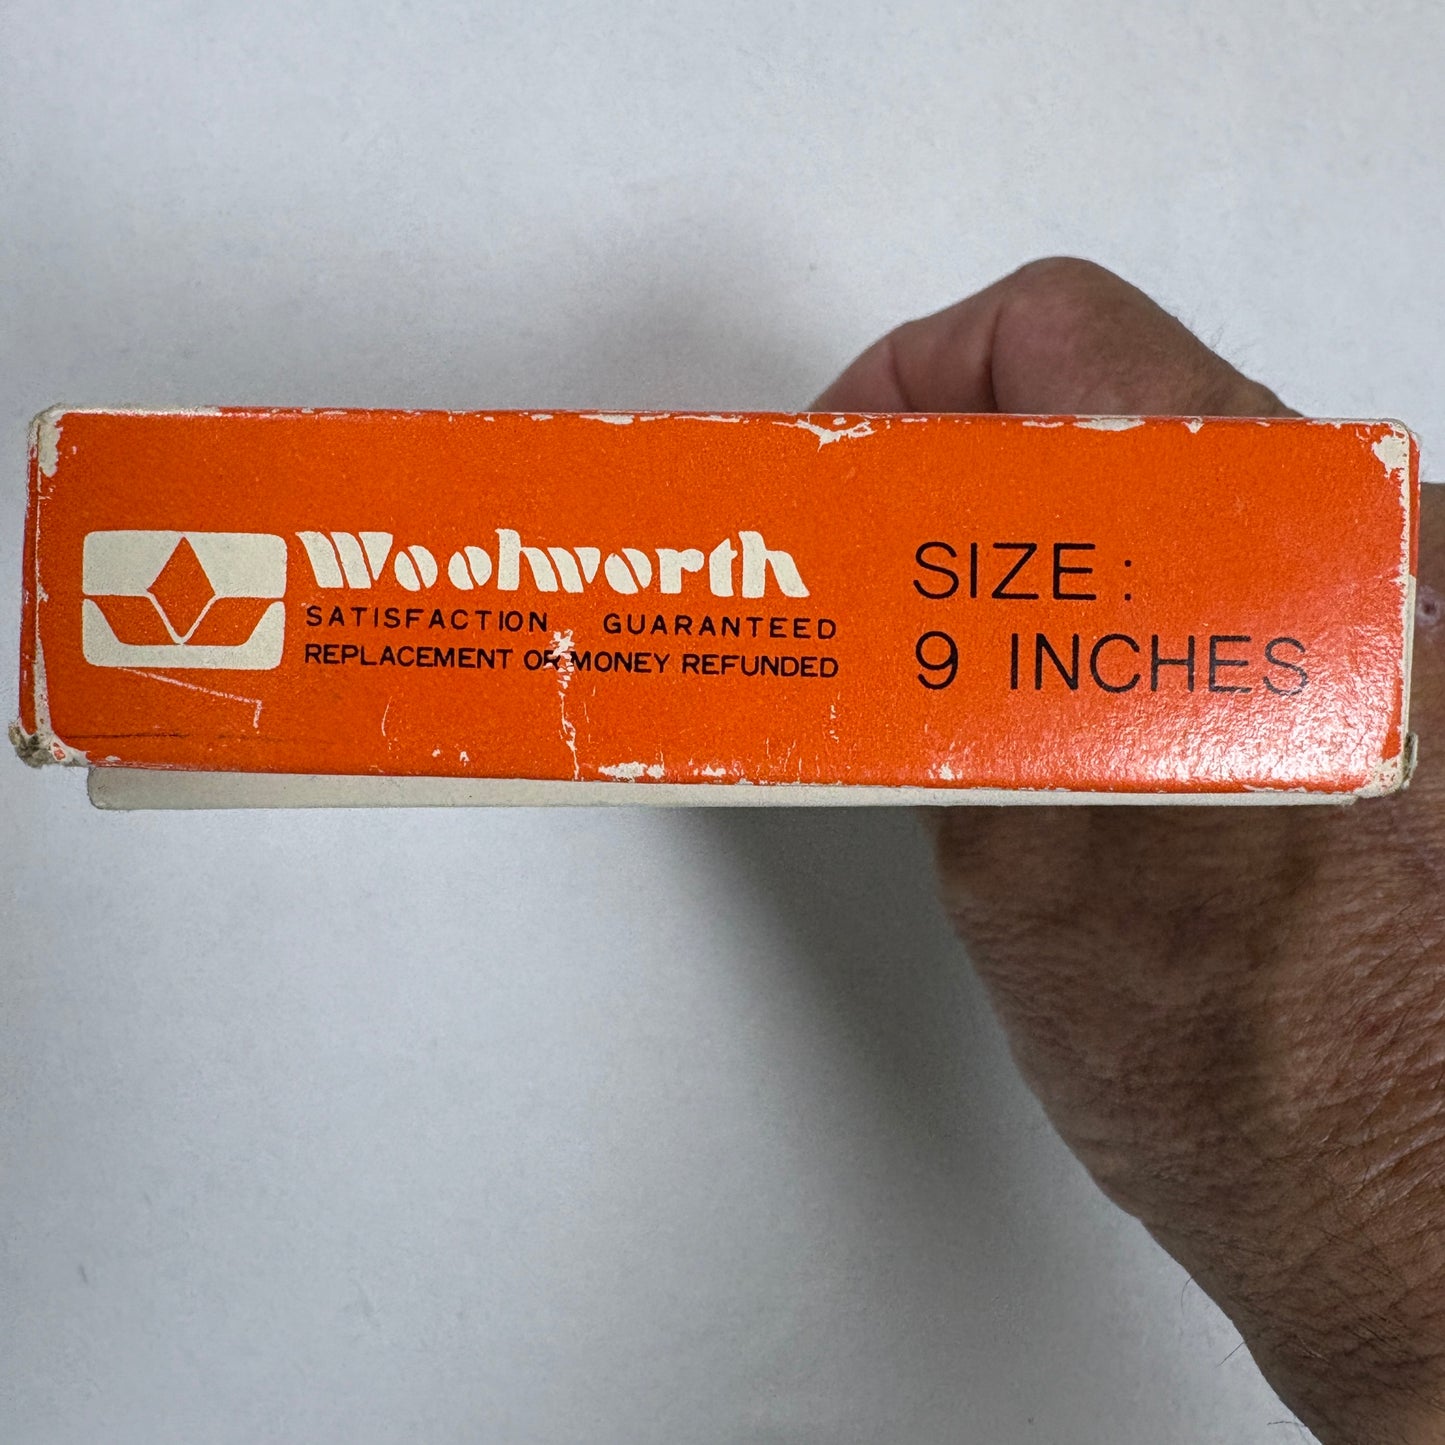 Woolworth
SATISFACTION GUARANTEED
REPLACEMENT OR MONEY REFUNDED
SIZE :
9 INCHES